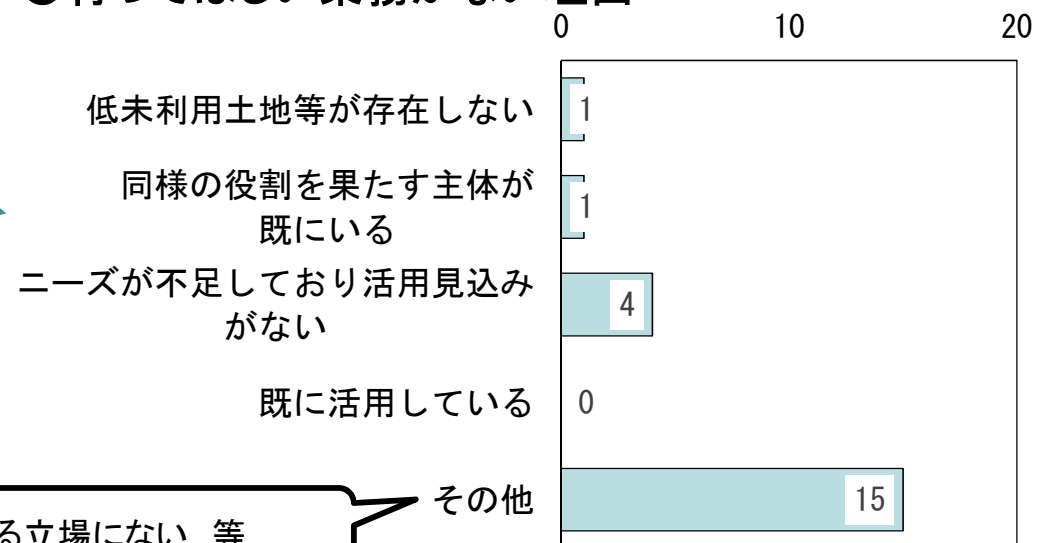 0 10 20
低未利用土地等が存在しない 1
同様の役割を果たす主体が
既にいる 1
ニーズが不足しており活用見込み
がない 4
既に活用している 0
その他 15
る立場にない 等